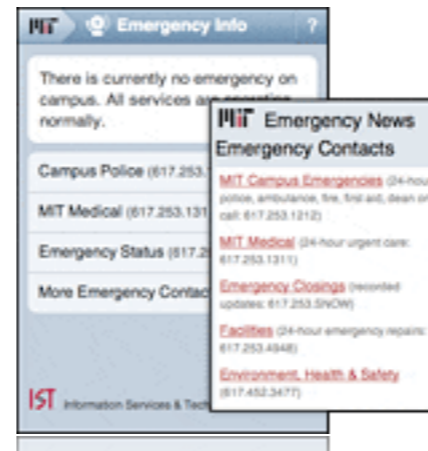 MIT Emergency Info ?
There is currently no emergency on
campus. All services are operating
normally.
Campus Police (617.253.
MIT Medical (617.253.131
Emergency Status (617.2
More Emergency Contac
IST Information Services & Tech
MIT Emergency News
Emergency Contacts
MIT Campus Emergencies (24-hou
police, ambulance, fire, first aid, dean on
call: 617.253.1212)
MIT Medical (24-hour urgent care:
617.253.1311)
Emergency Closings (recorded
updates: 617.253.SNOW)
Facilities (24-hour emergency repairs:
617.253.4948)
Environment, Health & Safety
(617.452.3477)